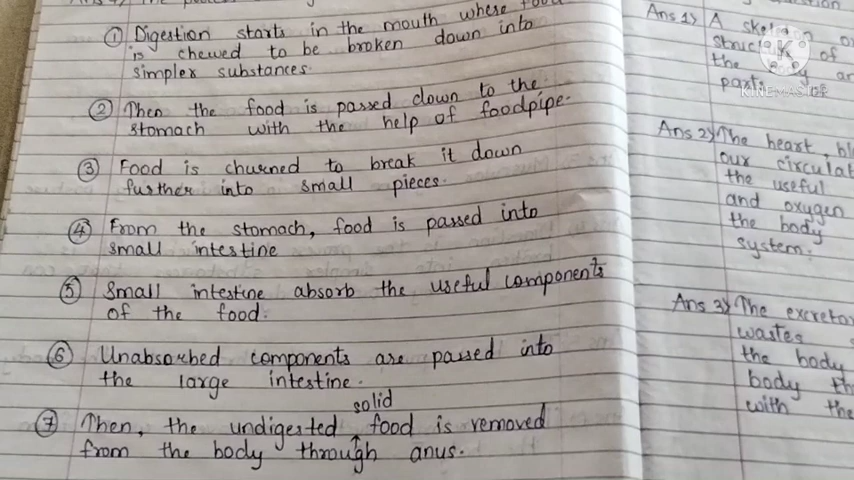 ① Digestion starts in the mouth where food
is chewed to be broken down into
simpler substances.
② Then the food is passed down to the
stomach with the help of foodpipe.
③ Food is churned to break it down
further into small pieces.
④ From the stomach, food is passed into
small intestine
⑤ Small intestine absorb the useful components
of the food.
⑥ Unabsorbed components are passed into
the large intestine.
solid
⑦ Then, the undigested food is removed
from the body through anus.
Ans 1) A
of
the
Ans 2) The heart,
our
the useful
and oxygen
the body
system.
Ans 3) The
wastes
the body
body
with the
KINEMASTER